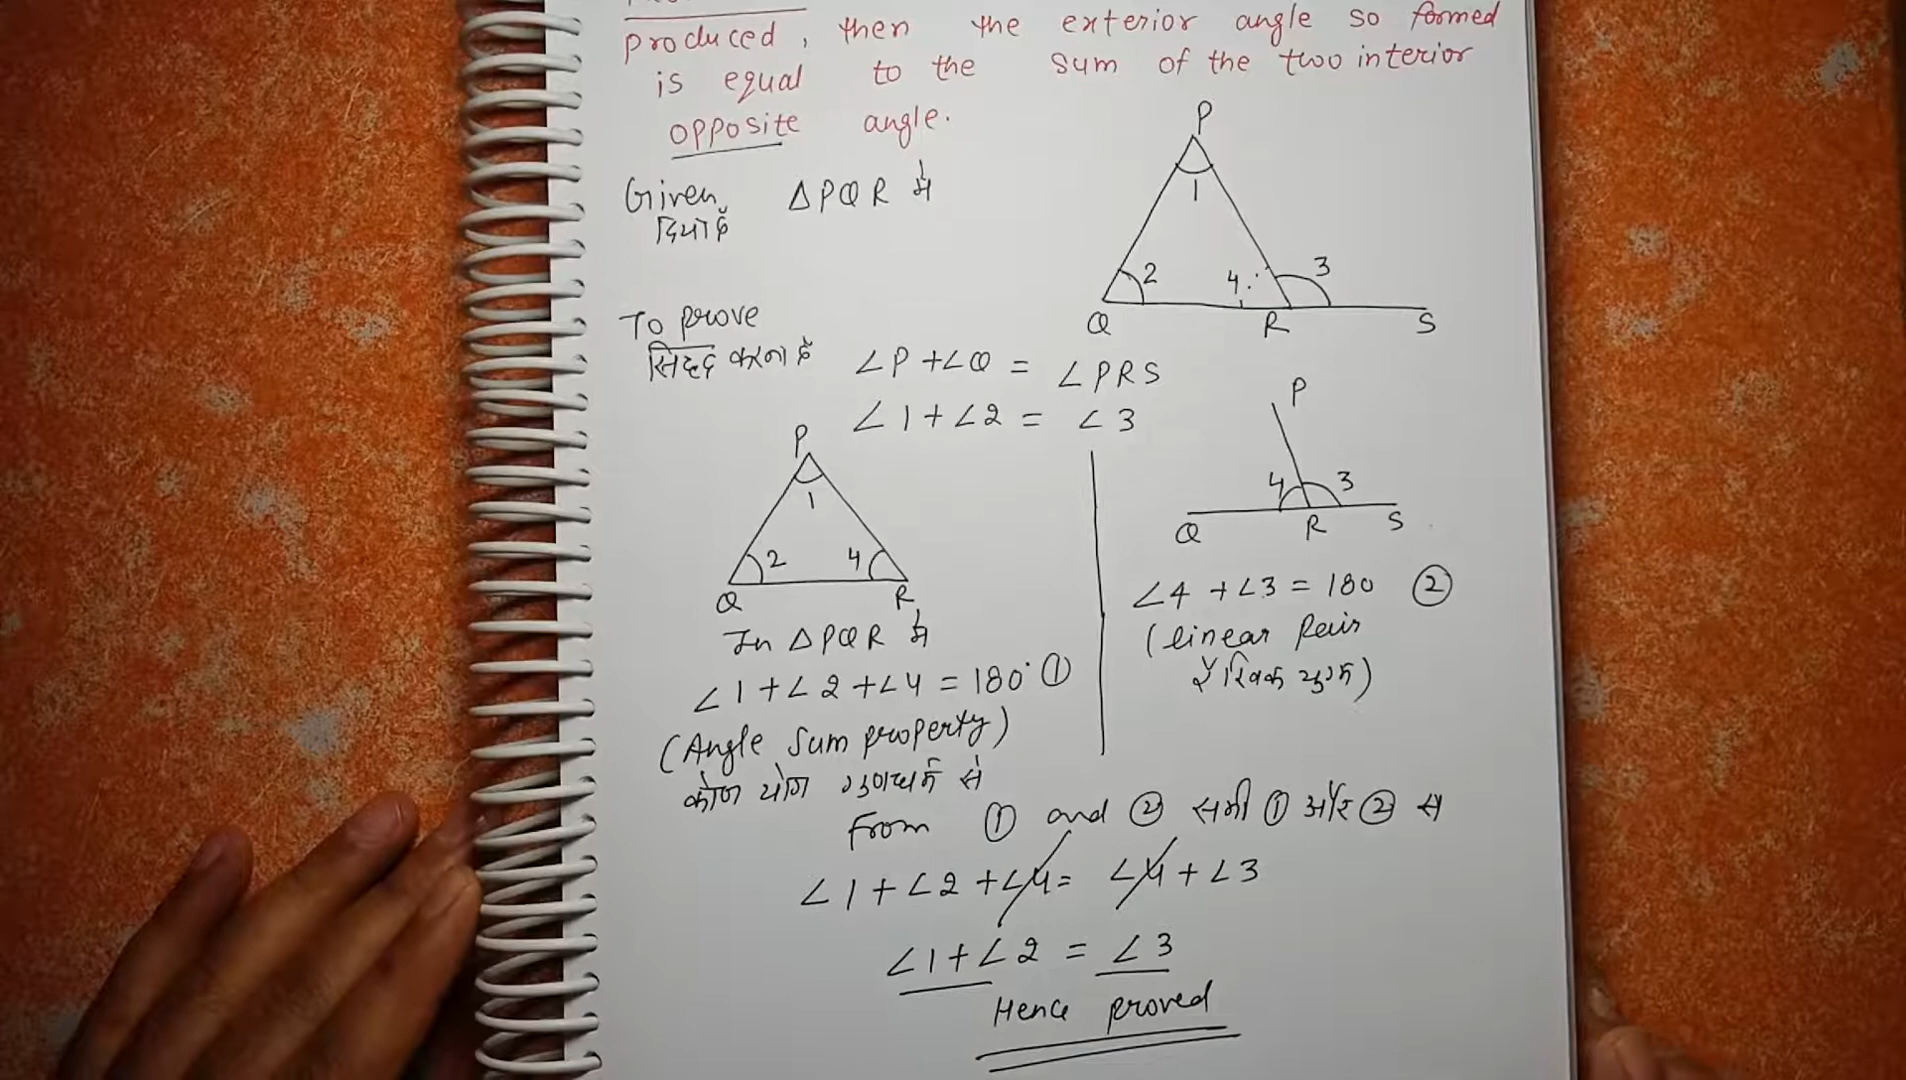 produced, then the exterior angle so formed
is equal to the sum of the two interior
opposite angle.
P
1
Given, △PQR में
दिया है
2 4 3
Q R S
To prove
सिद्ध करना है ∠P + ∠Q = ∠PRS
∠1 + ∠2 = ∠3
P
1
2 4
Q R
In △PQR में
∠1 + ∠2 + ∠4 = 180° ①
(Angle Sum property)
कोण योग गुणधर्म से
P
4 3
Q R S
∠4 + ∠3 = 180 ②
(linear Pair
रैखिक युग्म)
From ① and ② समी ① और ② से
∠1 + ∠2 + ∠4 = ∠4 + ∠3
∠1 + ∠2 = ∠3
Hence proved